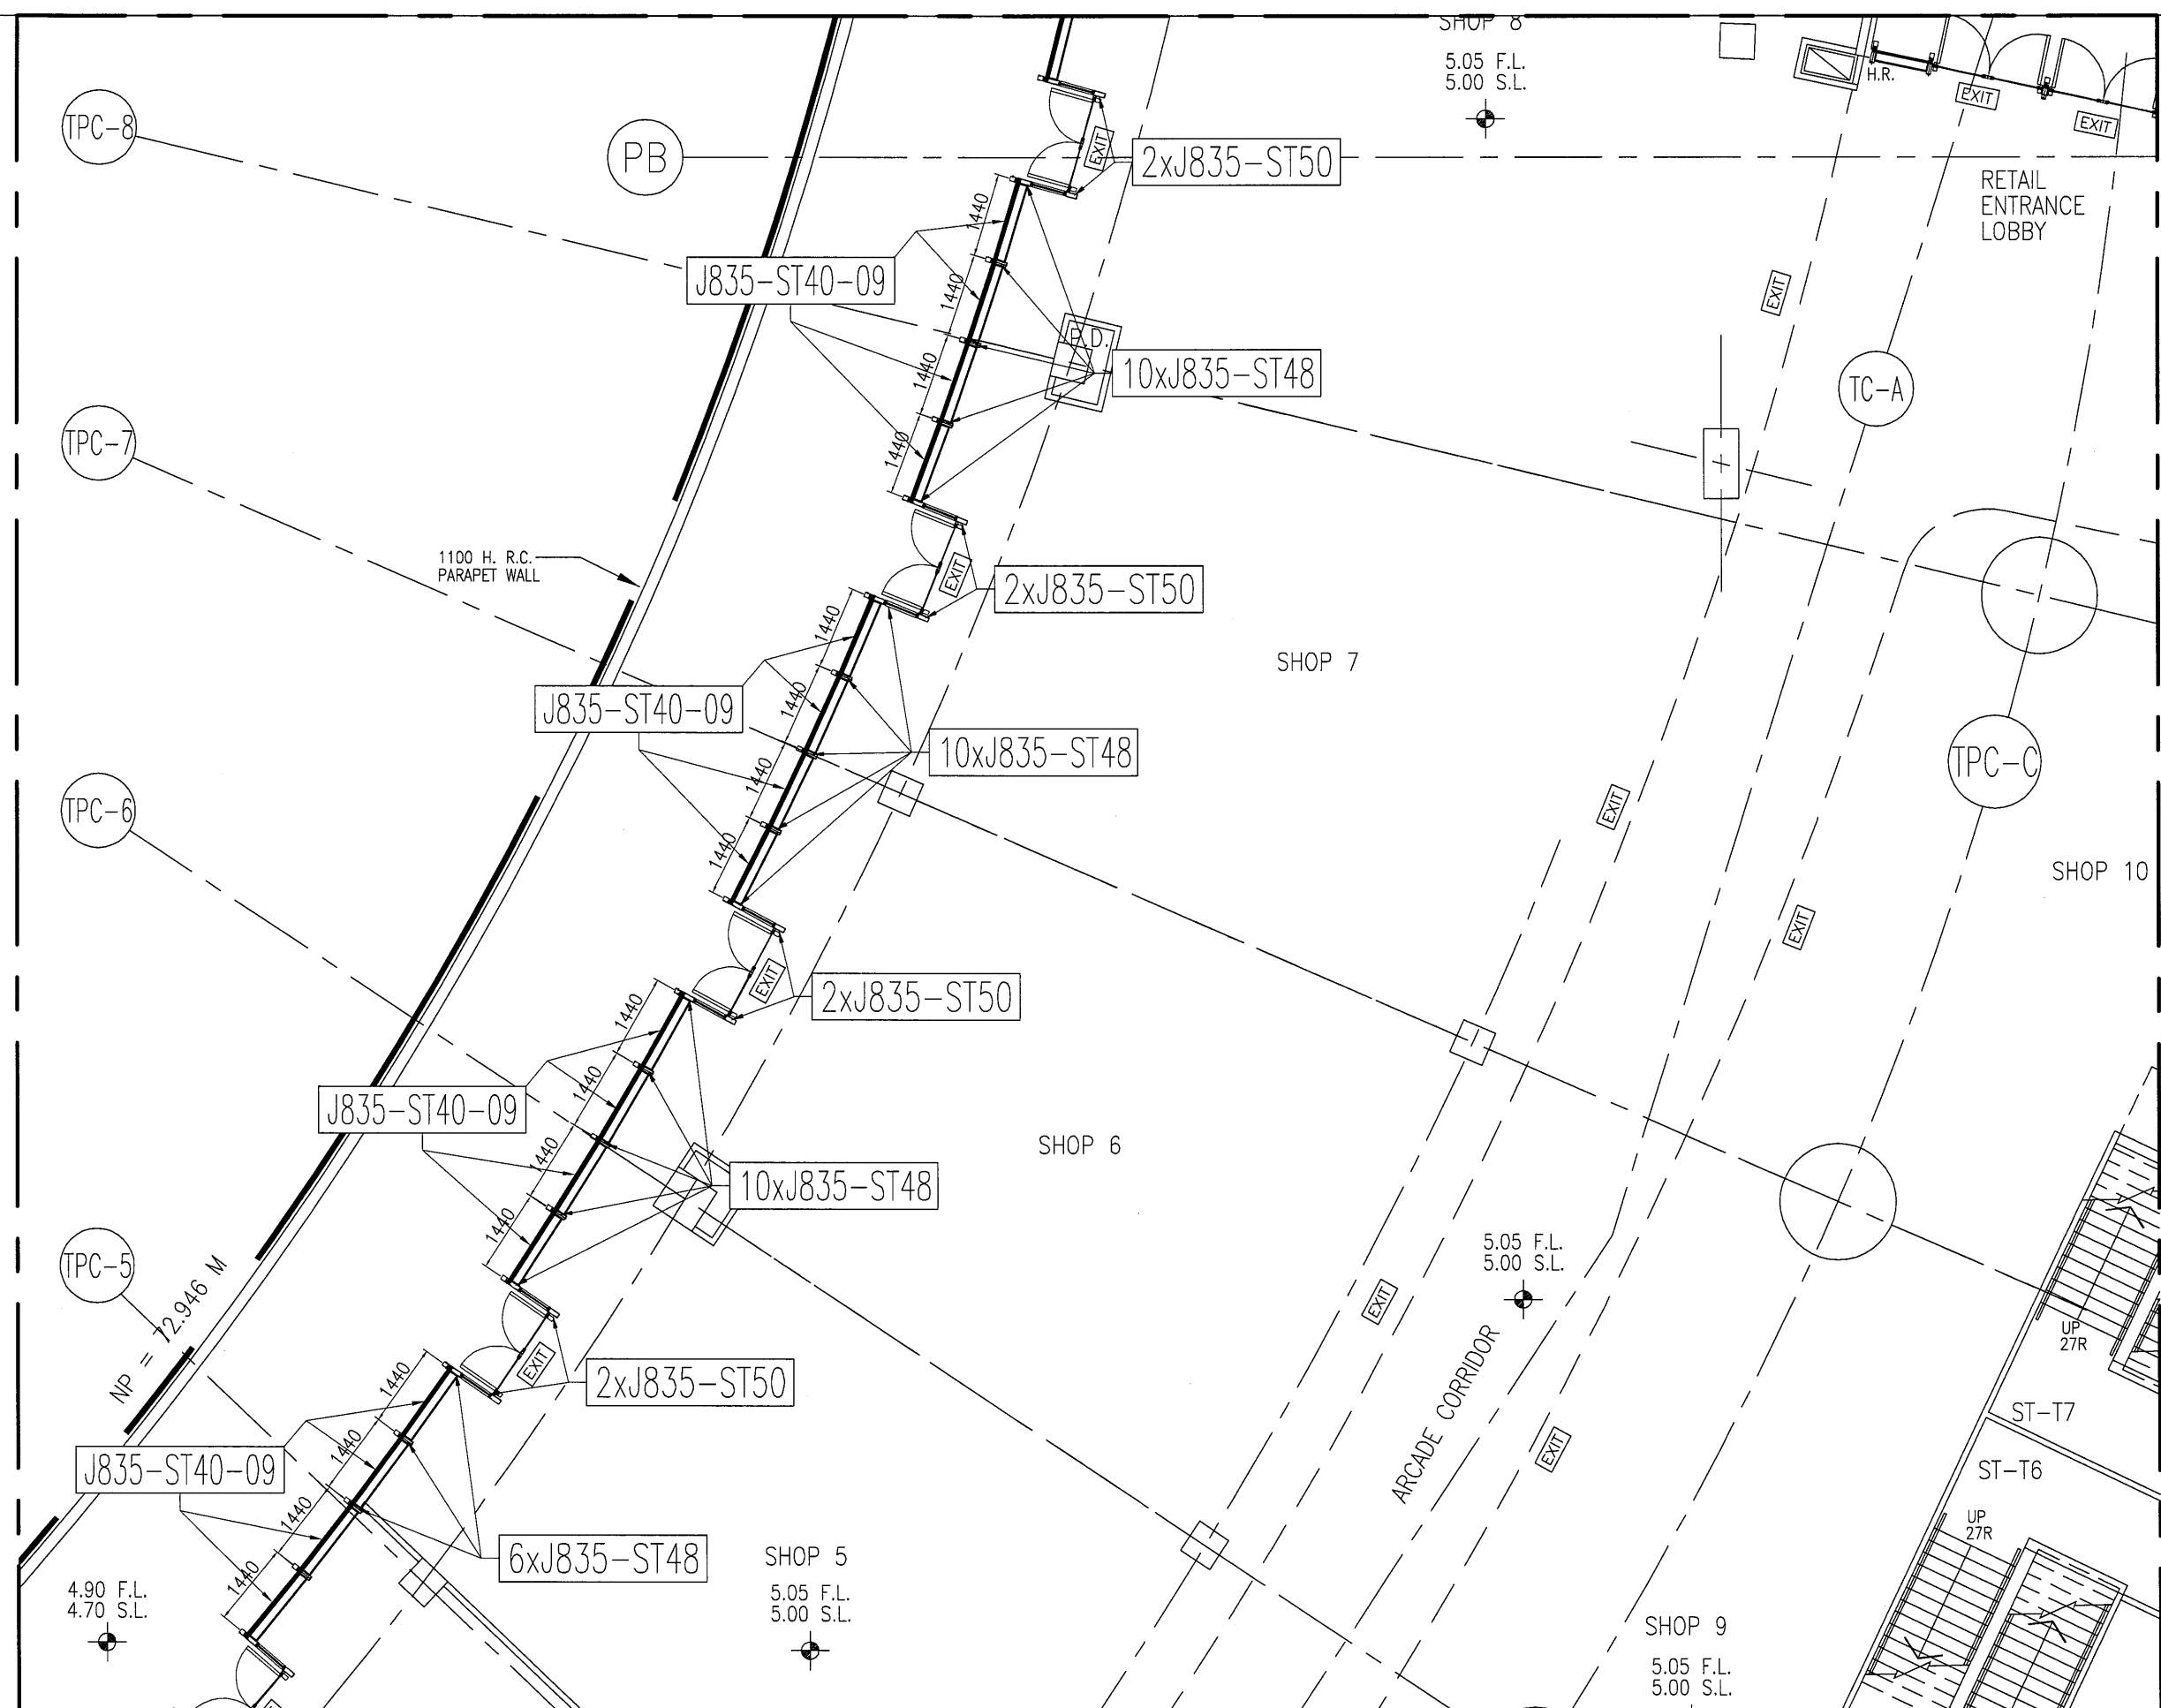 SHOP 8
5.05 F.L.
5.00 S.L.
H.R.
EXIT
EXIT
TPC-8
PB
EXIT
2xJ835-ST50
RETAIL
ENTRANCE
LOBBY
1440
1440
1440
1440
J835-ST40-09
P.D.
10xJ835-ST48
EXIT
TC-A
TPC-7
1100 H. R.C.
PARAPET WALL
EXIT
2xJ835-ST50
1440
1440
1440
1440
J835-ST40-09
10xJ835-ST48
SHOP 7
TPC-C
EXIT
SHOP 10
EXIT
TPC-6
EXIT
2xJ835-ST50
1440
1440
1440
1440
J835-ST40-09
10xJ835-ST48
SHOP 6
5.05 F.L.
5.00 S.L.
EXIT
TPC-5
NP = 72.946 M
UP
27R
EXIT
2xJ835-ST50
1440
1440
1440
1440
J835-ST40-09
6xJ835-ST48
ARCADE CORRIDOR
EXIT
ST-T7
ST-T6
UP
27R
SHOP 5
5.05 F.L.
5.00 S.L.
4.90 F.L.
4.70 S.L.
SHOP 9
5.05 F.L.
5.00 S.L.